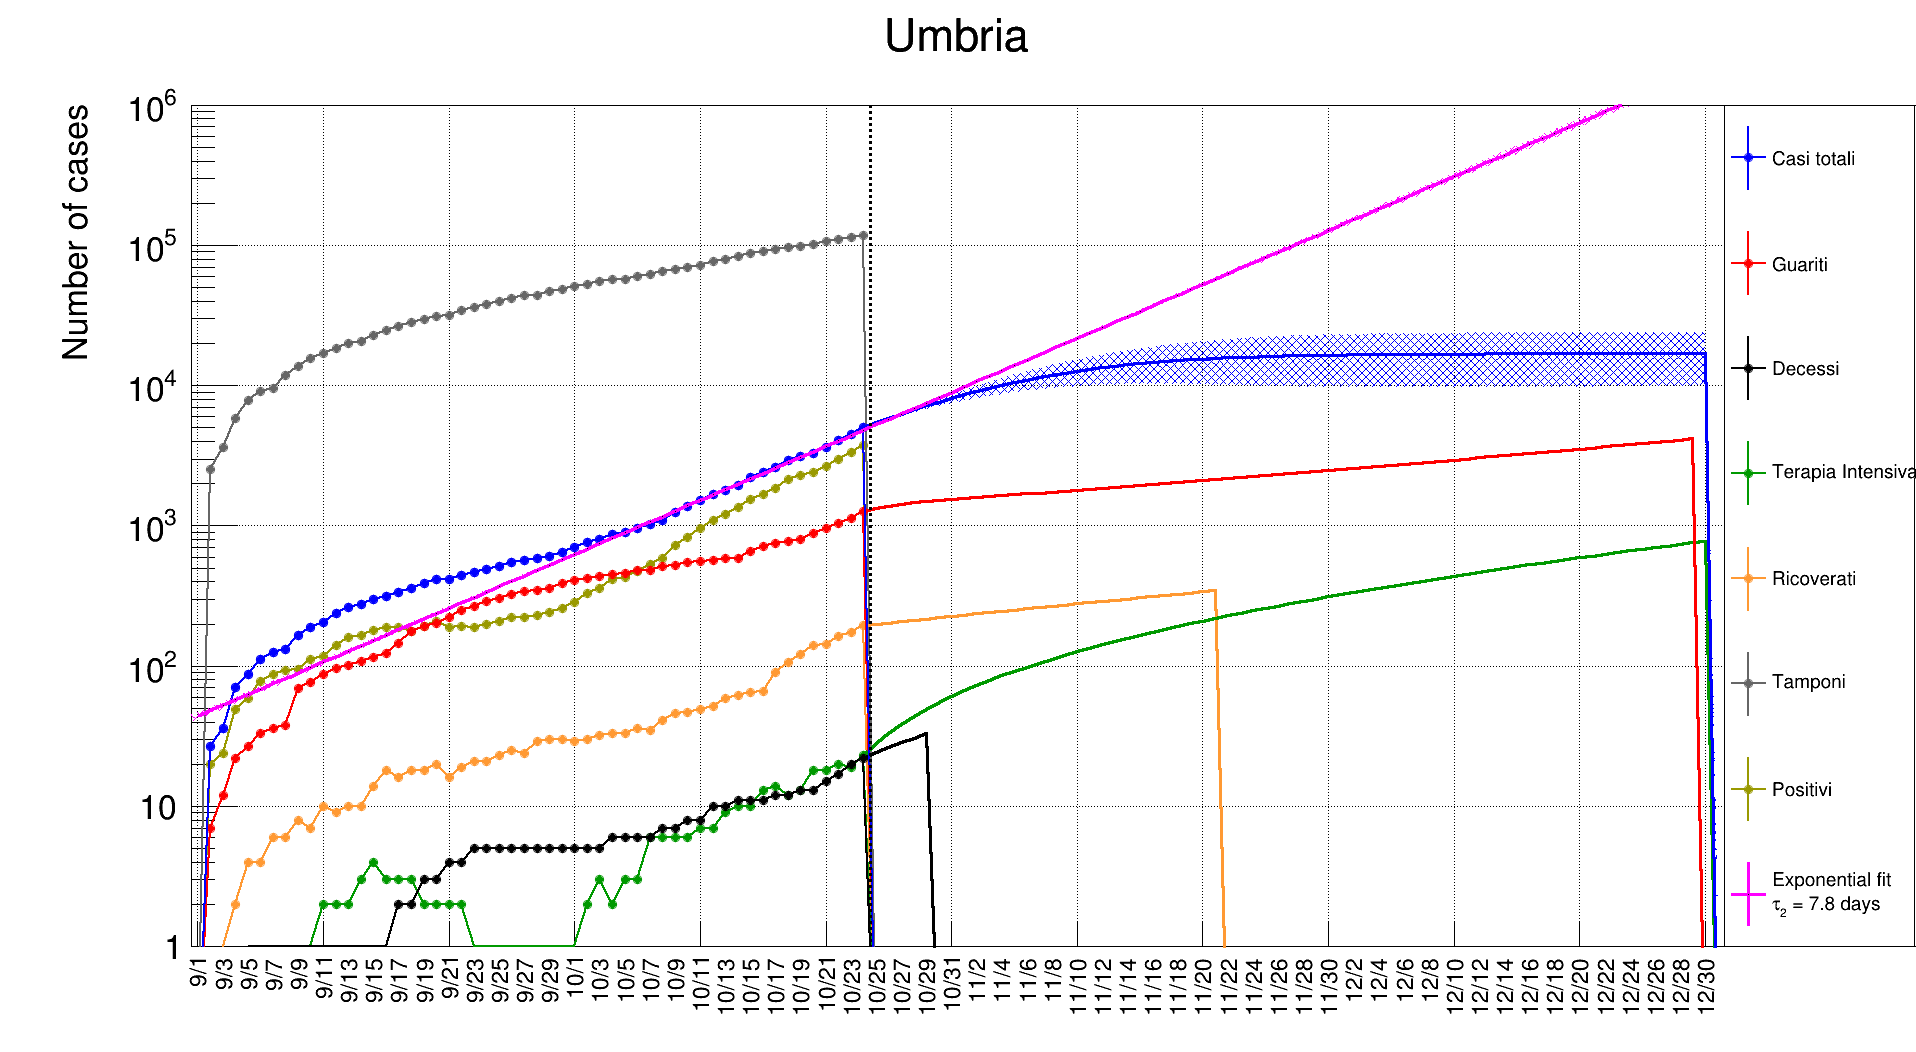 Umbria
Number of cases
10^6
10^5
10^4
10^3
10^2
10
1
9/1 9/3 9/5 9/7 9/9 9/11 9/13 9/15 9/17 9/19 9/21 9/23 9/25 9/27 9/29 10/1 10/3 10/5 10/7 10/9 10/11 10/13 10/15 10/17 10/19 10/21 10/23 10/25 10/27 10/29 10/31 11/2 11/4 11/6 11/8 11/10 11/12 11/14 11/16 11/18 11/20 11/22 11/24 11/26 11/28 11/30 12/2 12/4 12/6 12/8 12/10 12/12 12/14 12/16 12/18 12/20 12/22 12/24 12/26 12/28 12/30
Casi totali
Guariti
Decessi
Terapia Intensiva
Ricoverati
Tamponi
Positivi
Exponential fit
τ₂ = 7.8 days